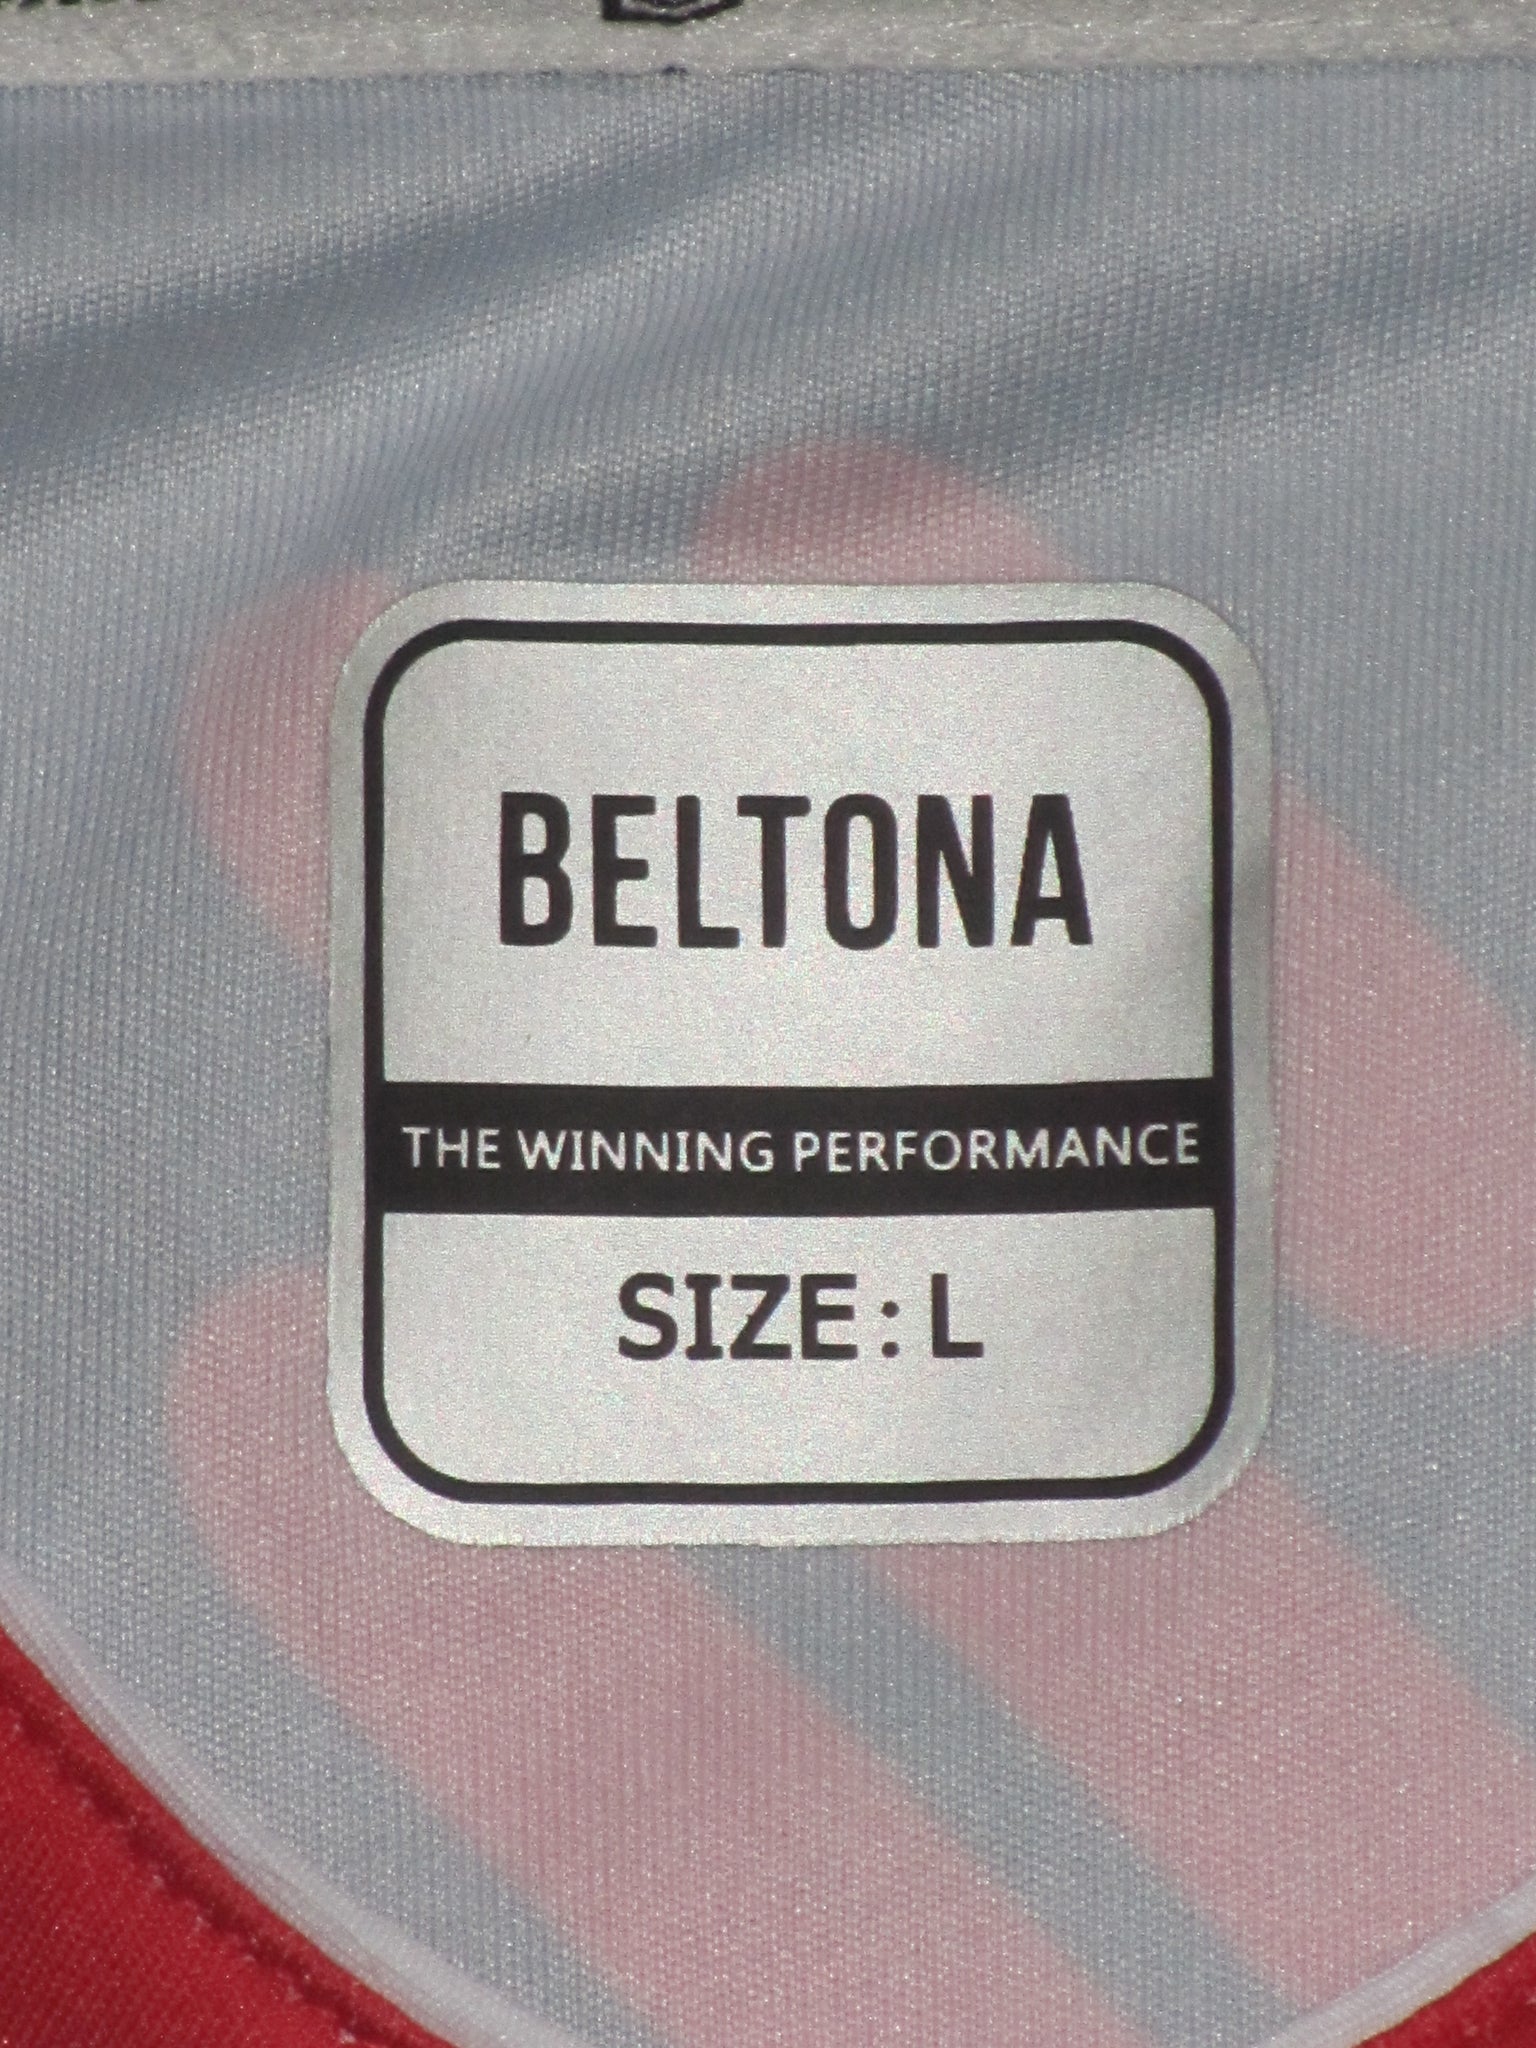 BELTONA
THE WINNING PERFORMANCE
SIZE: L